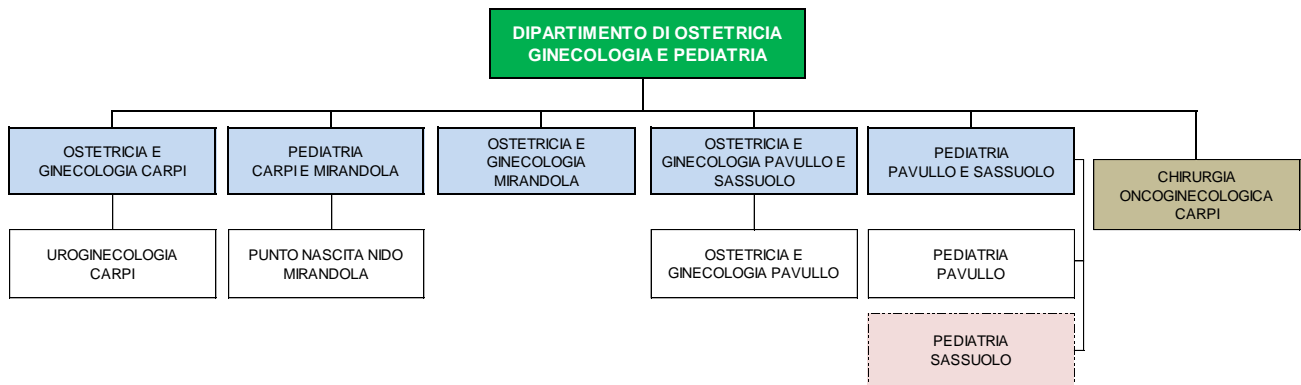 DIPARTIMENTO DI OSTETRICIA
GINECOLOGIA E PEDIATRIA
OSTETRICIA E
GINECOLOGIA CARPI
PEDIATRIA
CARPI E MIRANDOLA
OSTETRICIA E
GINECOLOGIA
MIRANDOLA
OSTETRICIA E
GINECOLOGIA PAVULLO E
SASSUOLO
PEDIATRIA
PAVULLO E SASSUOLO
CHIRURGIA
ONCOGINECOLOGICA
CARPI
UROGINECOLOGIA
CARPI
PUNTO NASCITA NIDO
MIRANDOLA
OSTETRICIA E
GINECOLOGIA PAVULLO
PEDIATRIA
PAVULLO
PEDIATRIA
SASSUOLO